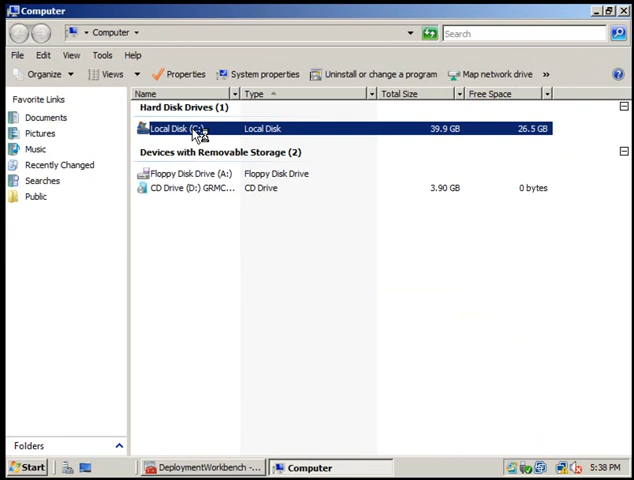 Computer
Computer
Search
File Edit View Tools Help
Organize Views Properties System properties Uninstall or change a program Map network drive »
Favorite Links
Documents
Pictures
Music
Recently Changed
Searches
Public
Folders
Name Type Total Size Free Space
Hard Disk Drives (1)
Local Disk (C:) Local Disk 39.9 GB 26.5 GB
Devices with Removable Storage (2)
Floppy Disk Drive (A:) Floppy Disk Drive
CD Drive (D:) GRMC... CD Drive 3.90 GB 0 bytes
Start DeploymentWorkbench -... Computer 5:38 PM